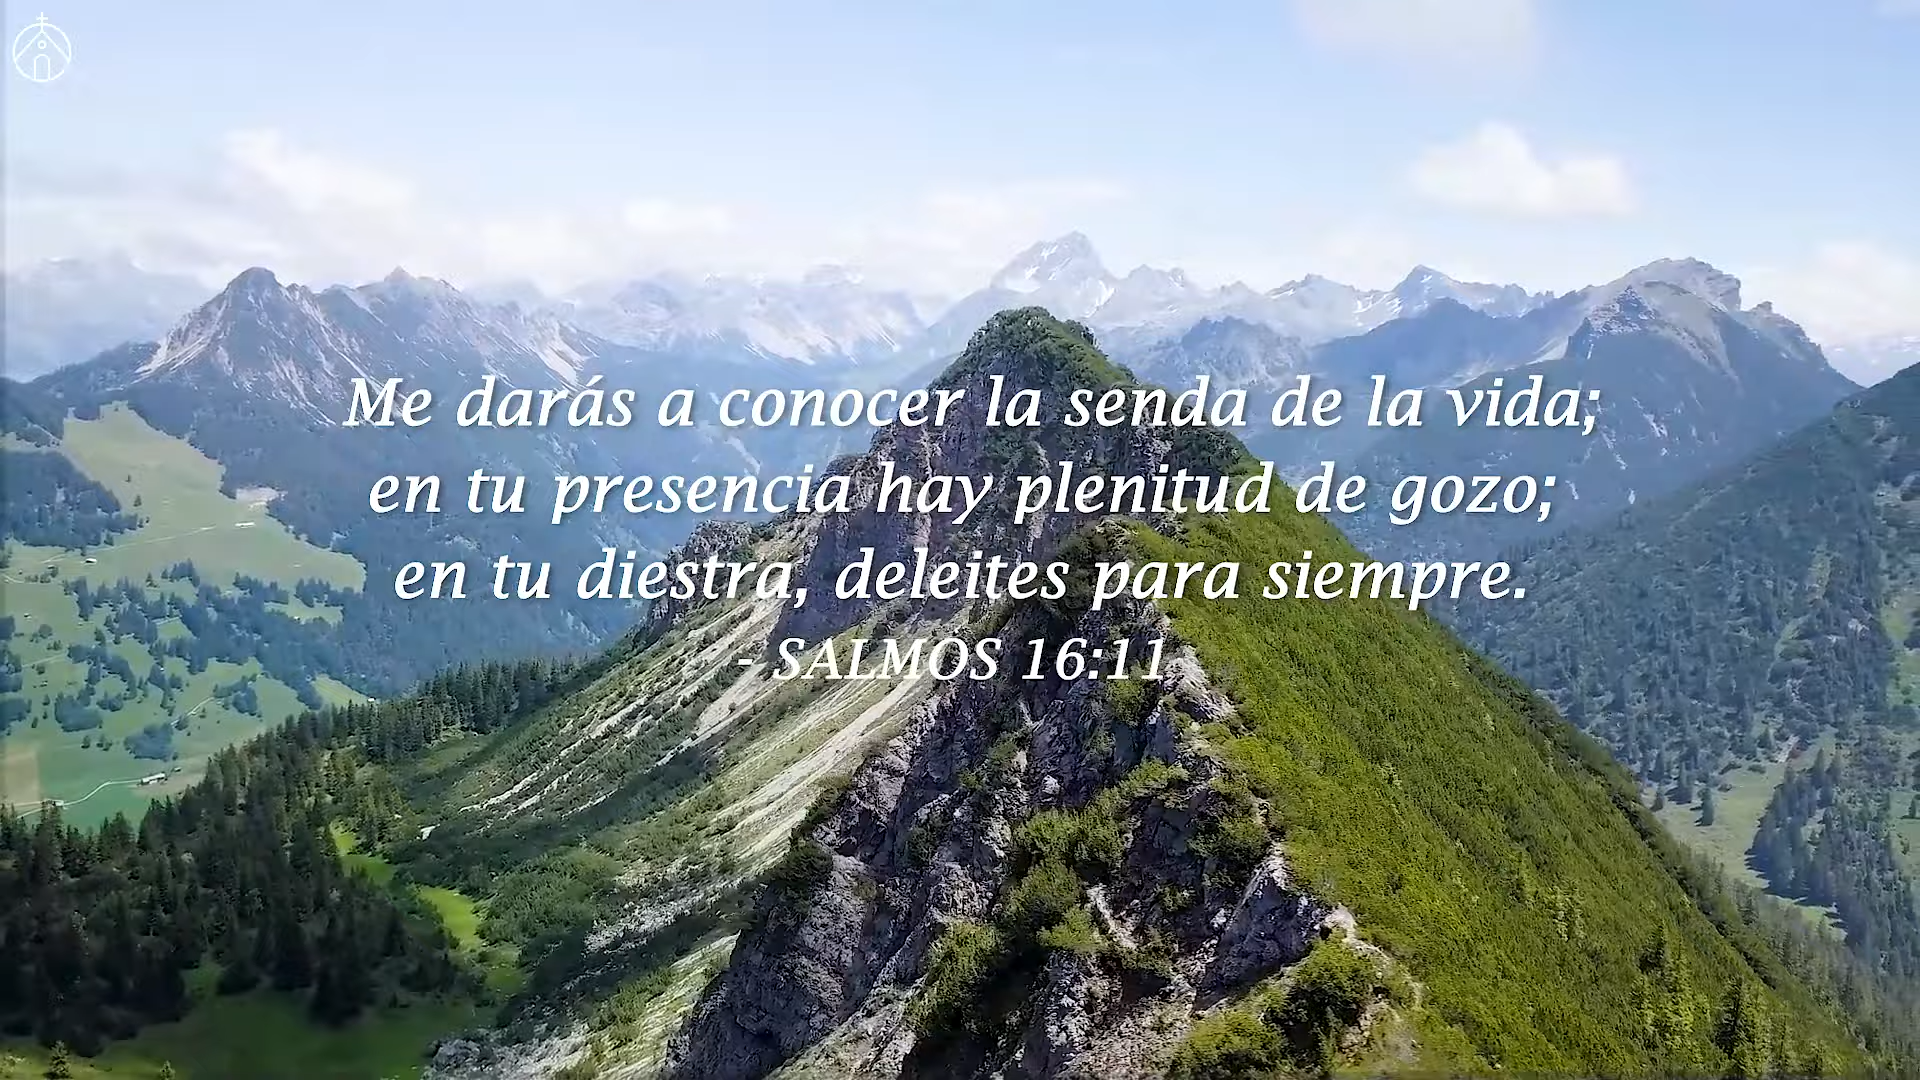 Me darás a conocer la senda de la vida;
en tu presencia hay plenitud de gozo;
en tu diestra, deleites para siempre.
- SALMOS 16:11